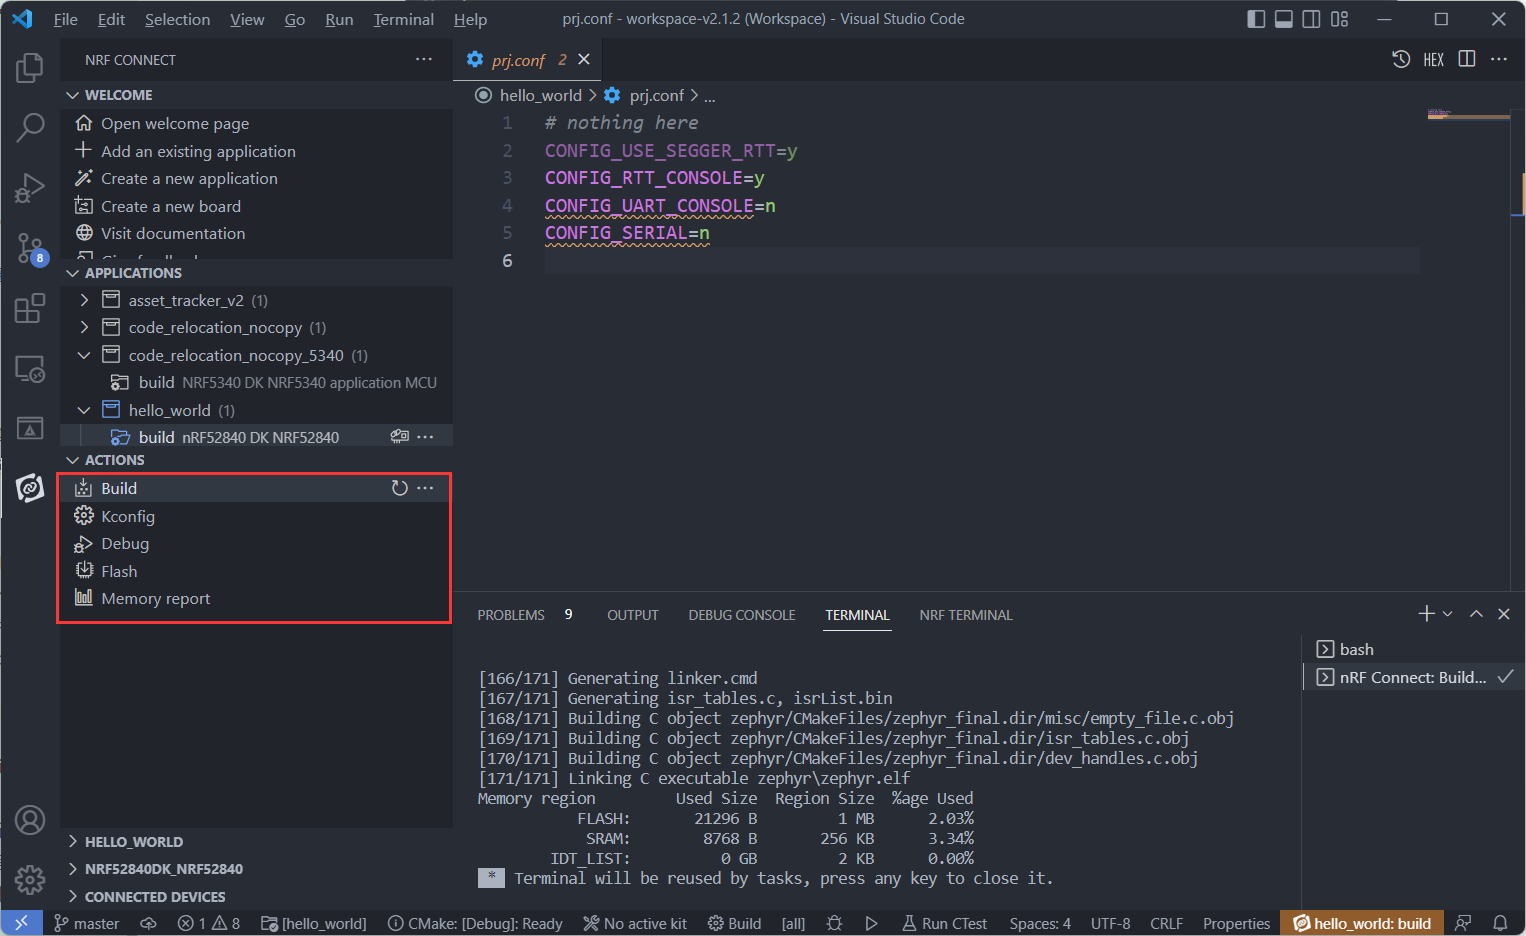 File Edit Selection View Go Run Terminal Help
prj.conf - workspace-v2.1.2 (Workspace) - Visual Studio Code
NRF CONNECT
WELCOME
Open welcome page
Add an existing application
Create a new application
Create a new board
Visit documentation
APPLICATIONS
asset_tracker_v2 (1)
code_relocation_nocopy (1)
code_relocation_nocopy_5340 (1)
build NRF5340 DK NRF5340 application MCU
hello_world (1)
build nRF52840 DK NRF52840
ACTIONS
Build
Kconfig
Debug
Flash
Memory report
HELLO_WORLD
NRF52840DK_NRF52840
CONNECTED DEVICES
8
prj.conf 2
HEX
hello_world > prj.conf > ...
1 # nothing here
2 CONFIG_USE_SEGGER_RTT=y
3 CONFIG_RTT_CONSOLE=y
4 CONFIG_UART_CONSOLE=n
5 CONFIG_SERIAL=n
6
PROBLEMS 9 OUTPUT DEBUG CONSOLE TERMINAL NRF TERMINAL
[166/171] Generating linker.cmd
[167/171] Generating isr_tables.c, isrList.bin
[168/171] Building C object zephyr/CMakeFiles/zephyr_final.dir/misc/empty_file.c.obj
[169/171] Building C object zephyr/CMakeFiles/zephyr_final.dir/isr_tables.c.obj
[170/171] Building C object zephyr/CMakeFiles/zephyr_final.dir/dev_handles.c.obj
[171/171] Linking C executable zephyr\zephyr.elf
Memory region Used Size Region Size %age Used
FLASH: 21296 B 1 MB 2.03%
SRAM: 8768 B 256 KB 3.34%
IDT_LIST: 0 GB 2 KB 0.00%
* Terminal will be reused by tasks, press any key to close it.
bash
nRF Connect: Build...
master 1 8 [hello_world] CMake: [Debug]: Ready No active kit Build [all] Run CTest Spaces: 4 UTF-8 CRLF Properties hello_world: build